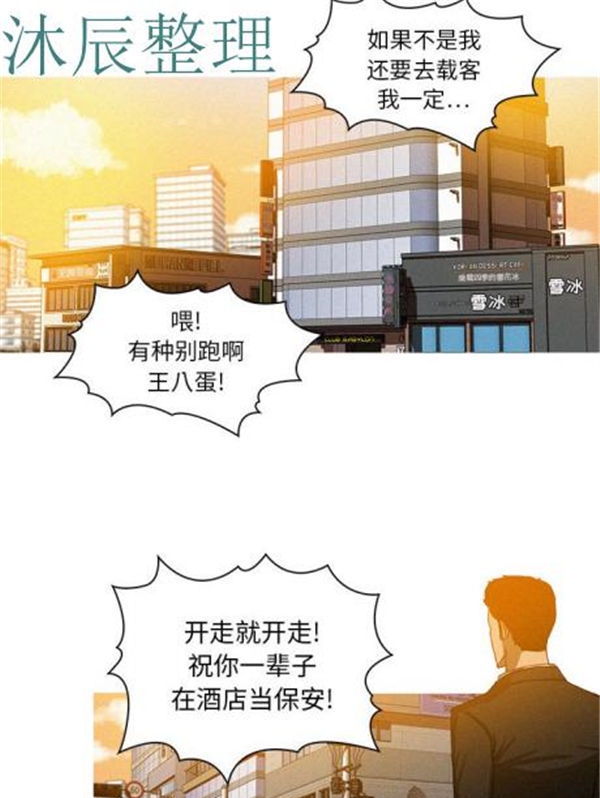 沐辰整理
如果不是我
还要去载客
我一定...
雪冰
雪冰
喂!
有种别跑啊
王八蛋!
开走就开走!
祝你一辈子
在酒店当保安!